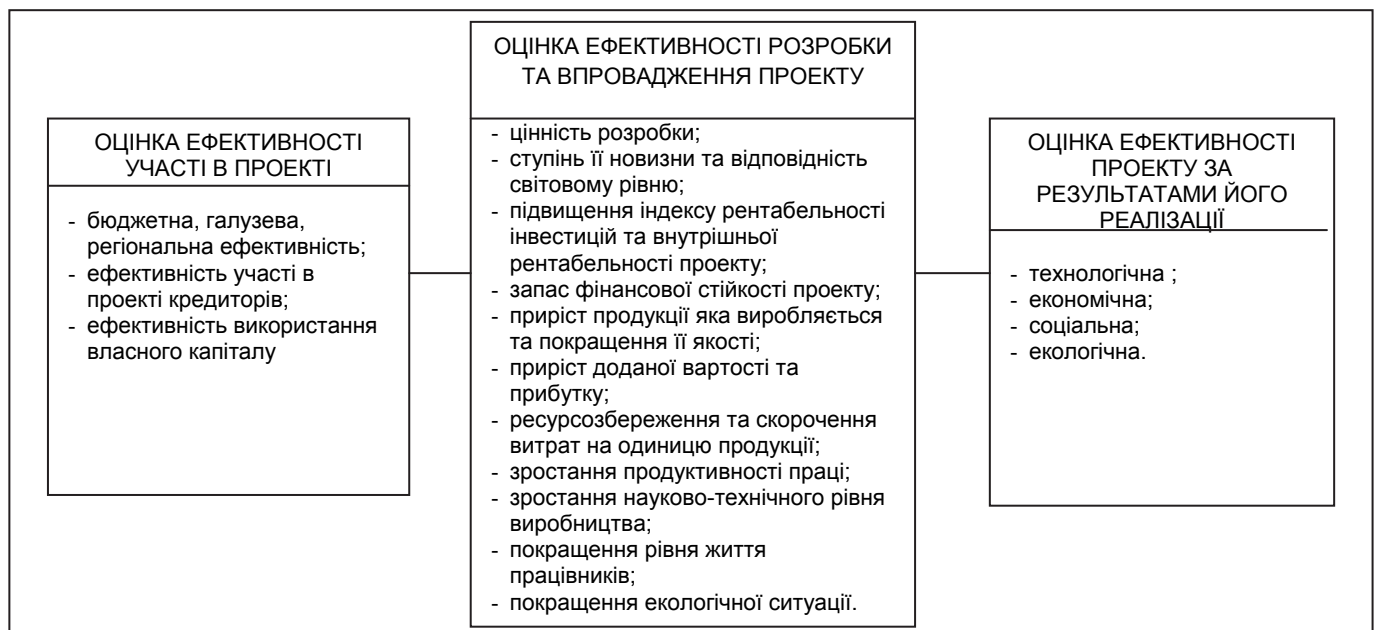 ОЦІНКА ЕФЕКТИВНОСТІ
УЧАСТІ В ПРОЕКТІ
- бюджетна, галузева,
регіональна ефективність;
- ефективність участі в
проекті кредиторів;
- ефективність використання
власного капіталу
ОЦІНКА ЕФЕКТИВНОСТІ РОЗРОБКИ
ТА ВПРОВАДЖЕННЯ ПРОЕКТУ
- цінність розробки;
- ступінь її новизни та відповідність
світовому рівню;
- підвищення індексу рентабельності
інвестицій та внутрішньої
рентабельності проекту;
- запас фінансової стійкості проекту;
- приріст продукції яка виробляється
та покращення її якості;
- приріст доданої вартості та
прибутку;
- ресурсозбереження та скорочення
витрат на одиницю продукції;
- зростання продуктивності праці;
- зростання науково-технічного рівня
виробництва;
- покращення рівня життя
працівників;
- покращення екологічної ситуації.
ОЦІНКА ЕФЕКТИВНОСТІ
ПРОЕКТУ ЗА
РЕЗУЛЬТАТАМИ ЙОГО
РЕАЛІЗАЦІЇ
- технологічна ;
- економічна;
- соціальна;
- екологічна.